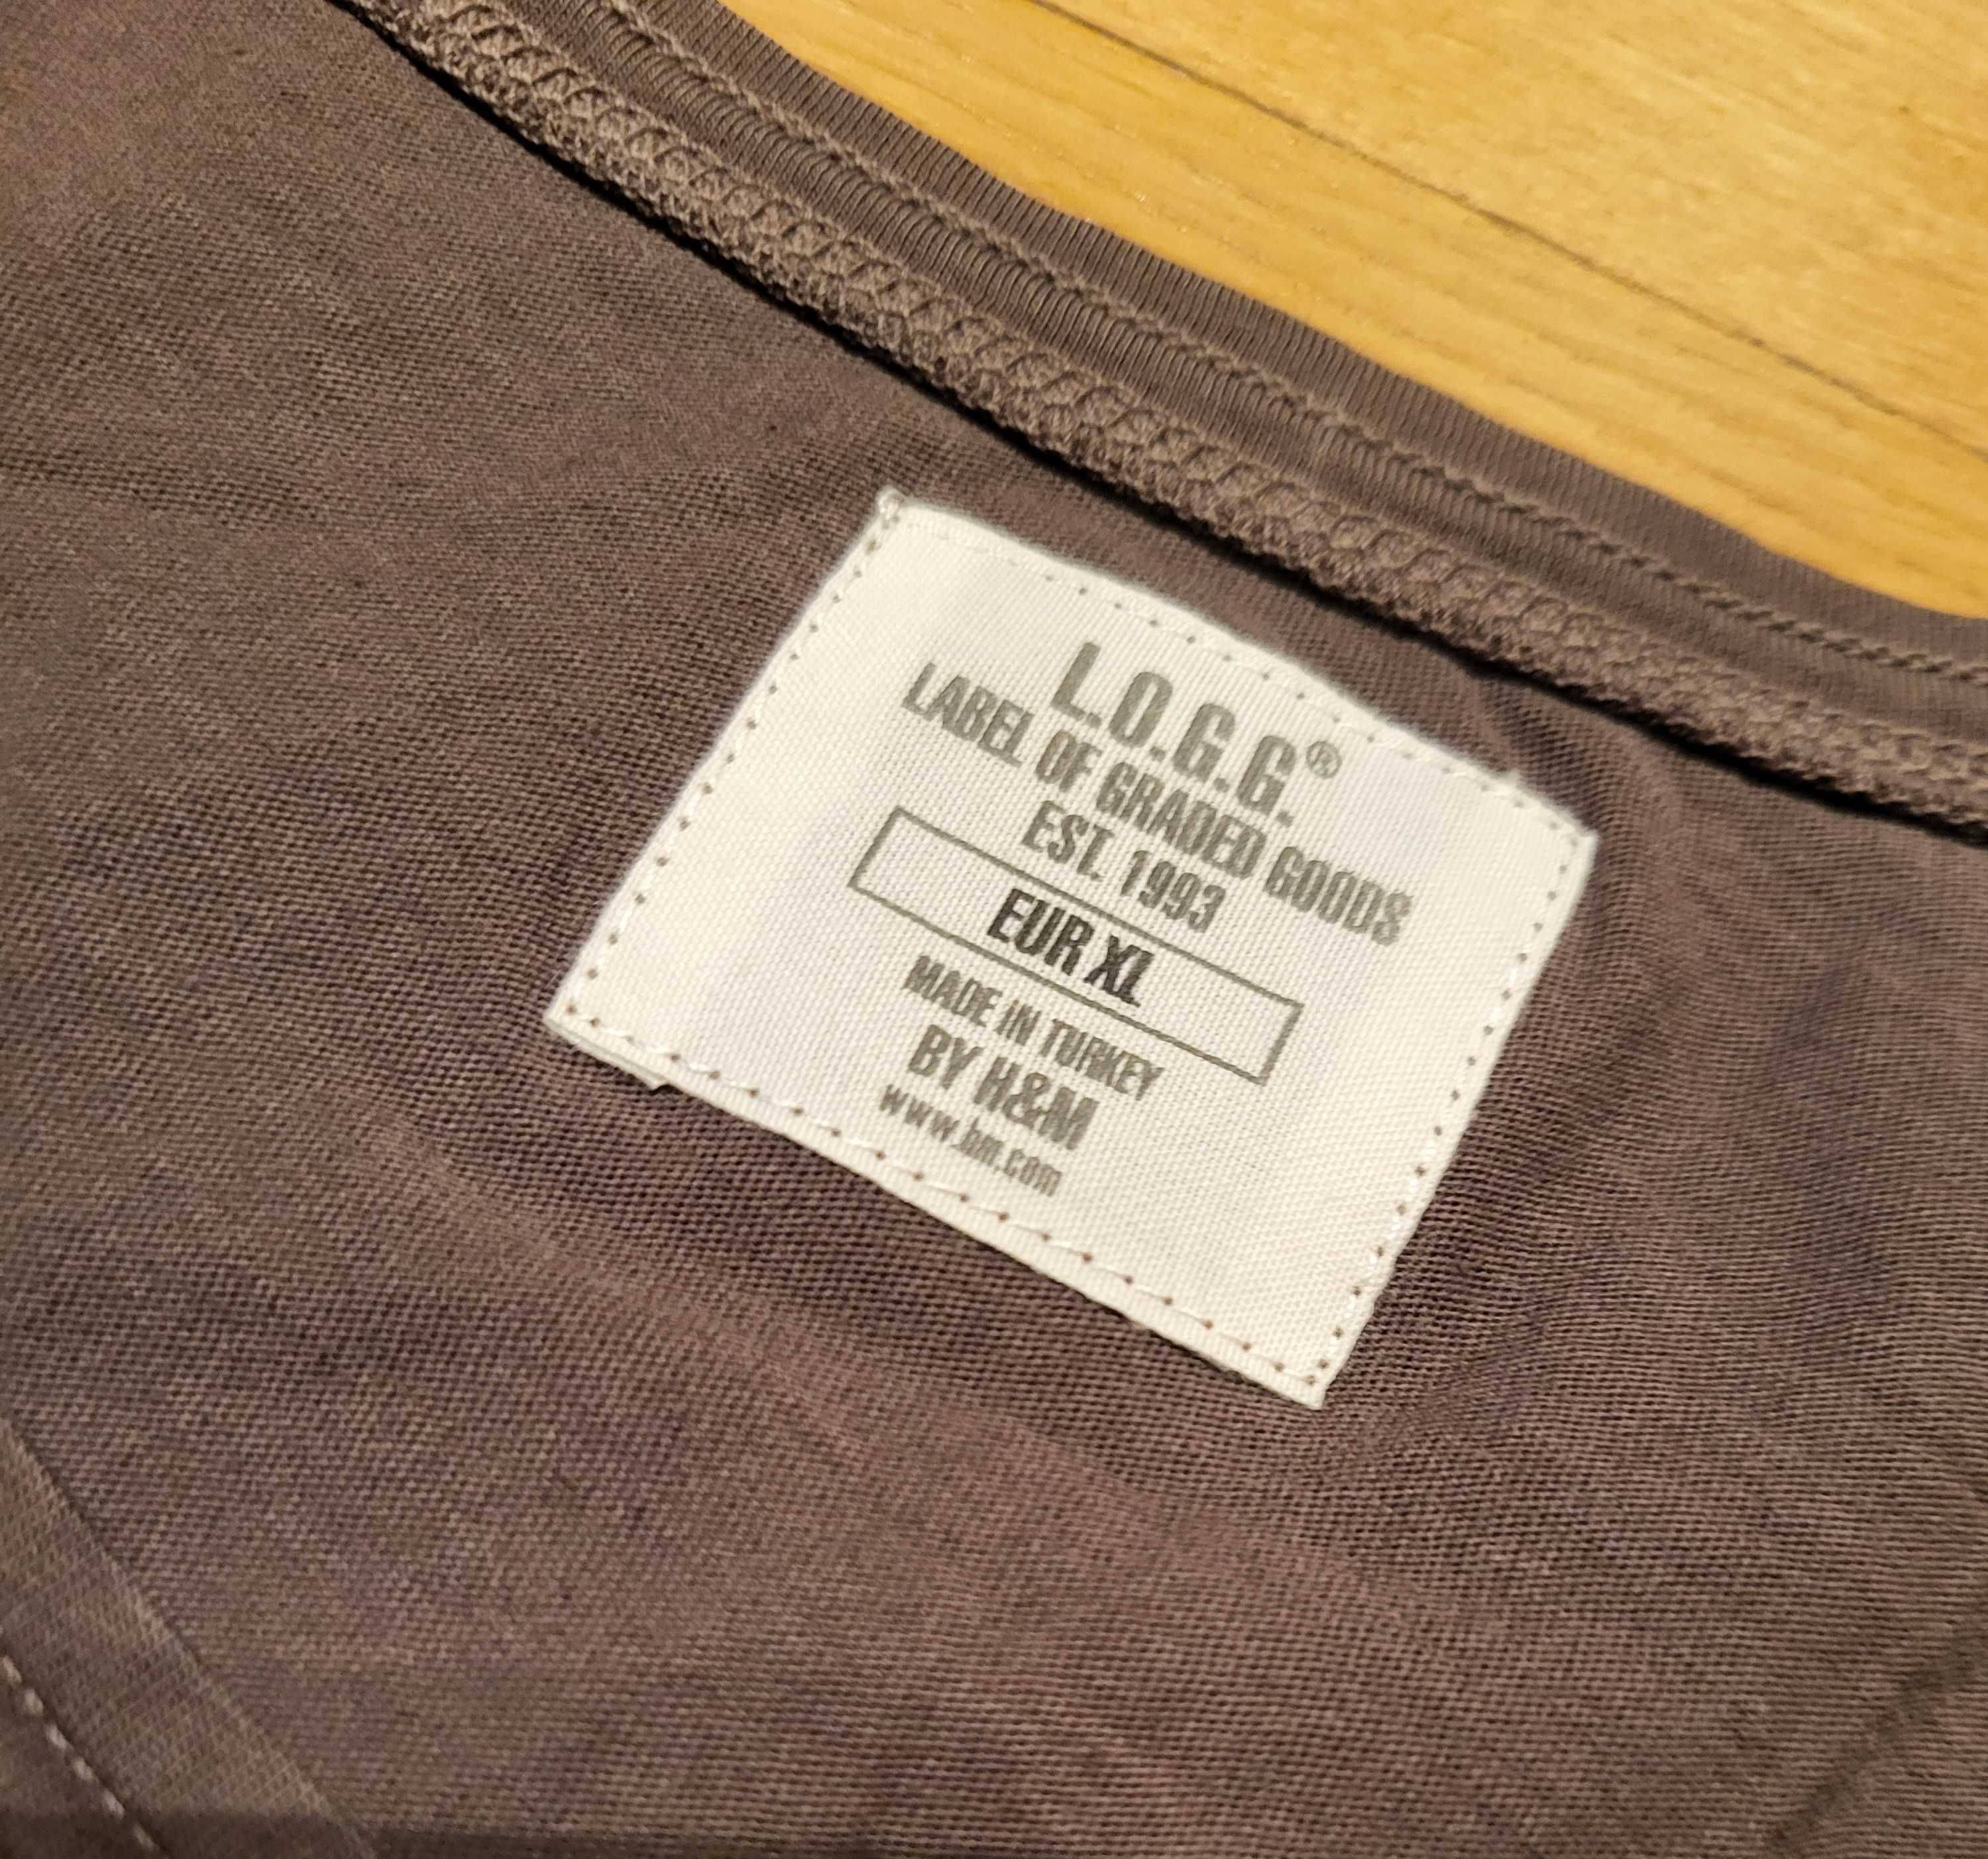 L.O.G.G.®
LABEL OF GRADED GOODS
EST. 1993
EUR XL
MADE IN TURKEY
BY H&M
www.hm.com